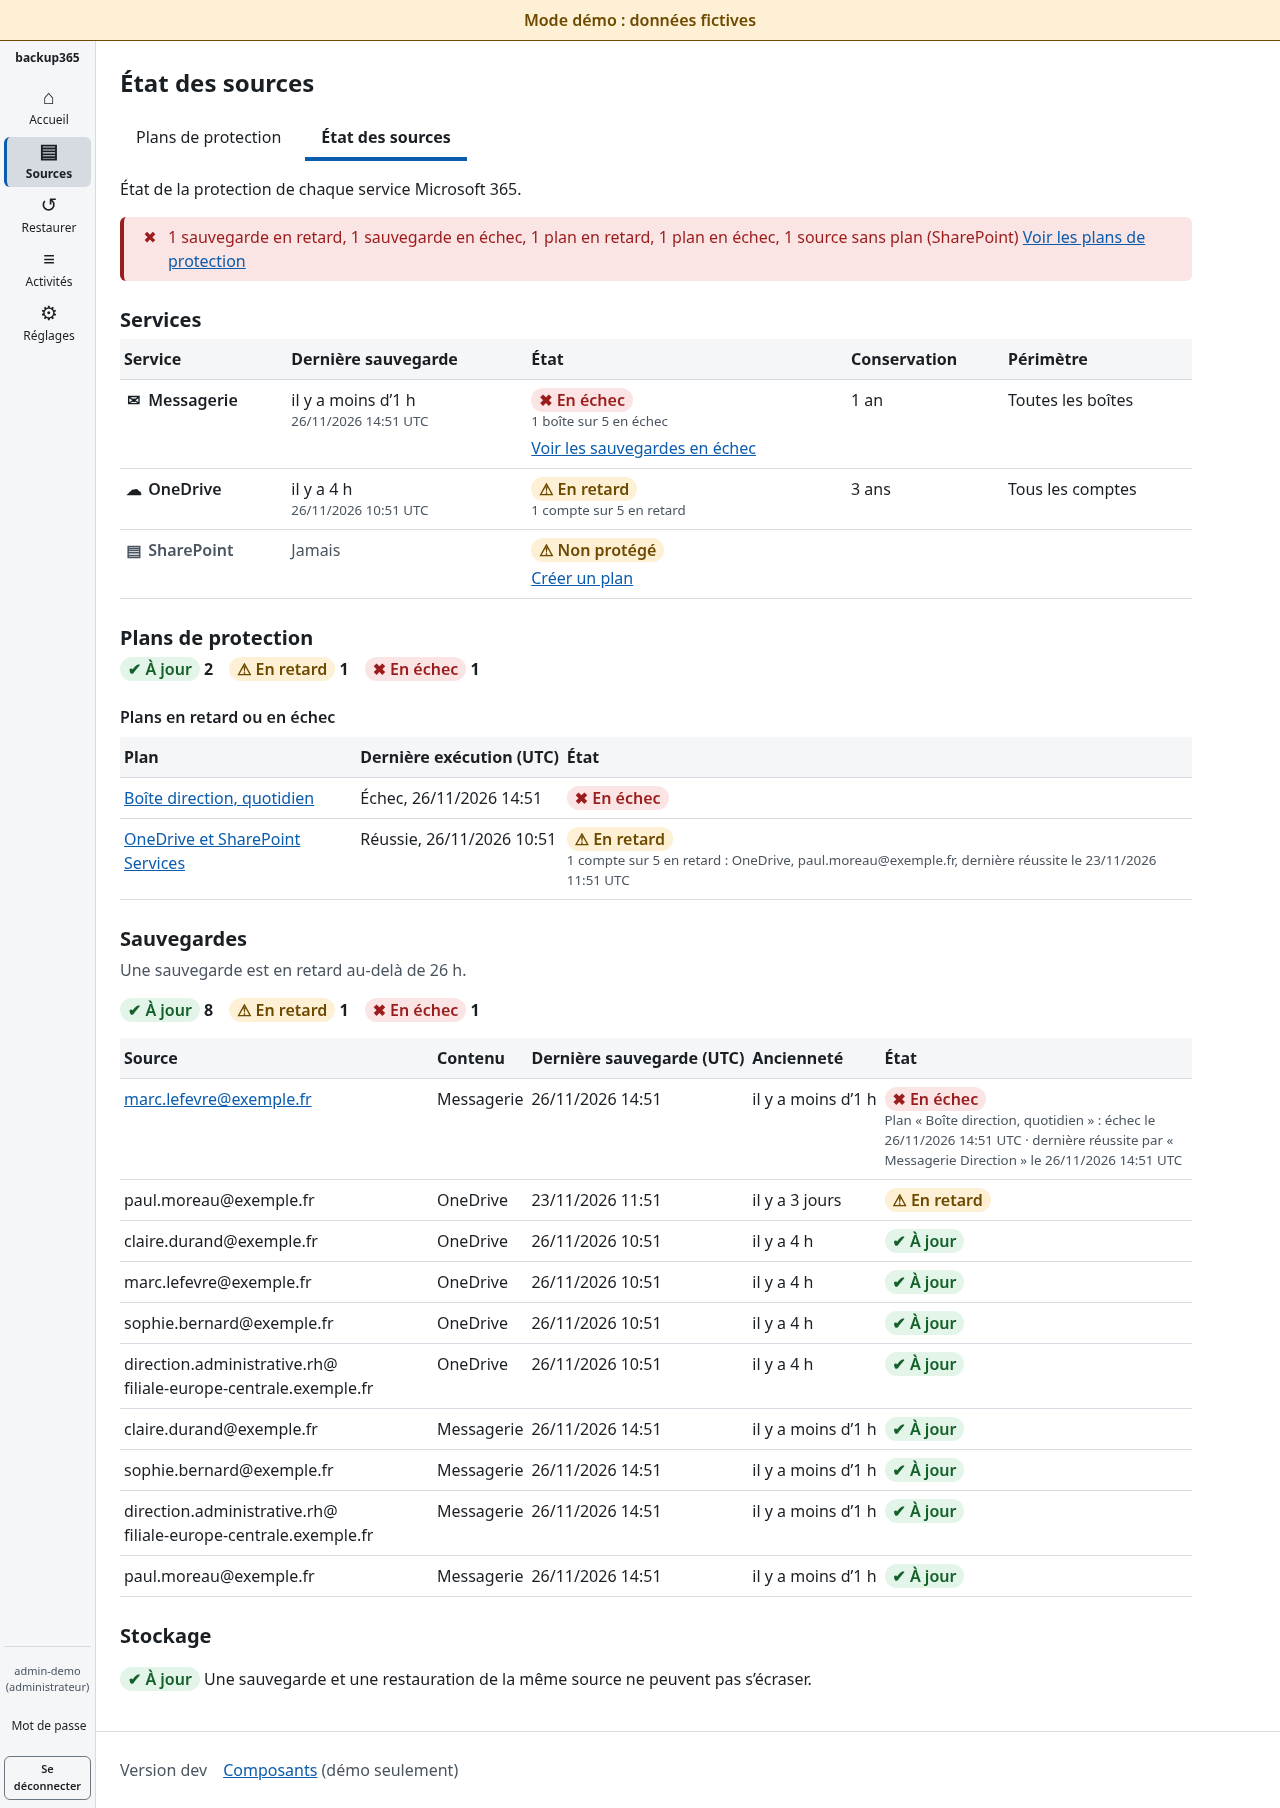 Mode démo : données fictives
backup365
Accueil
Sources
Restaurer
Activités
Réglages
admin-demo
(administrateur)
Mot de passe
Se
déconnecter
État des sources
Plans de protection État des sources
État de la protection de chaque service Microsoft 365.
✖ 1 sauvegarde en retard, 1 sauvegarde en échec, 1 plan en retard, 1 plan en échec, 1 source sans plan (SharePoint) Voir les plans de
protection
Services
Service Dernière sauvegarde État Conservation Périmètre
✉ Messagerie il y a moins d’1 h ✖ En échec 1 an Toutes les boîtes
26/11/2026 14:51 UTC 1 boîte sur 5 en échec
Voir les sauvegardes en échec
☁ OneDrive il y a 4 h ⚠ En retard 3 ans Tous les comptes
26/11/2026 10:51 UTC 1 compte sur 5 en retard
▤ SharePoint Jamais ⚠ Non protégé
Créer un plan
Plans de protection
✔ À jour 2 ⚠ En retard 1 ✖ En échec 1
Plans en retard ou en échec
Plan Dernière exécution (UTC) État
Boîte direction, quotidien Échec, 26/11/2026 14:51 ✖ En échec
OneDrive et SharePoint Réussie, 26/11/2026 10:51 ⚠ En retard
Services 1 compte sur 5 en retard : OneDrive, paul.moreau@exemple.fr, dernière réussite le 23/11/2026
11:51 UTC
Sauvegardes
Une sauvegarde est en retard au-delà de 26 h.
✔ À jour 8 ⚠ En retard 1 ✖ En échec 1
Source Contenu Dernière sauvegarde (UTC) Ancienneté État
marc.lefevre@exemple.fr Messagerie 26/11/2026 14:51 il y a moins d’1 h ✖ En échec
Plan « Boîte direction, quotidien » : échec le
26/11/2026 14:51 UTC · dernière réussite par «
Messagerie Direction » le 26/11/2026 14:51 UTC
paul.moreau@exemple.fr OneDrive 23/11/2026 11:51 il y a 3 jours ⚠ En retard
claire.durand@exemple.fr OneDrive 26/11/2026 10:51 il y a 4 h ✔ À jour
marc.lefevre@exemple.fr OneDrive 26/11/2026 10:51 il y a 4 h ✔ À jour
sophie.bernard@exemple.fr OneDrive 26/11/2026 10:51 il y a 4 h ✔ À jour
direction.administrative.rh@ OneDrive 26/11/2026 10:51 il y a 4 h ✔ À jour
filiale-europe-centrale.exemple.fr
claire.durand@exemple.fr Messagerie 26/11/2026 14:51 il y a moins d’1 h ✔ À jour
sophie.bernard@exemple.fr Messagerie 26/11/2026 14:51 il y a moins d’1 h ✔ À jour
direction.administrative.rh@ Messagerie 26/11/2026 14:51 il y a moins d’1 h ✔ À jour
filiale-europe-centrale.exemple.fr
paul.moreau@exemple.fr Messagerie 26/11/2026 14:51 il y a moins d’1 h ✔ À jour
Stockage
✔ À jour Une sauvegarde et une restauration de la même source ne peuvent pas s’écraser.
Version dev Composants (démo seulement)